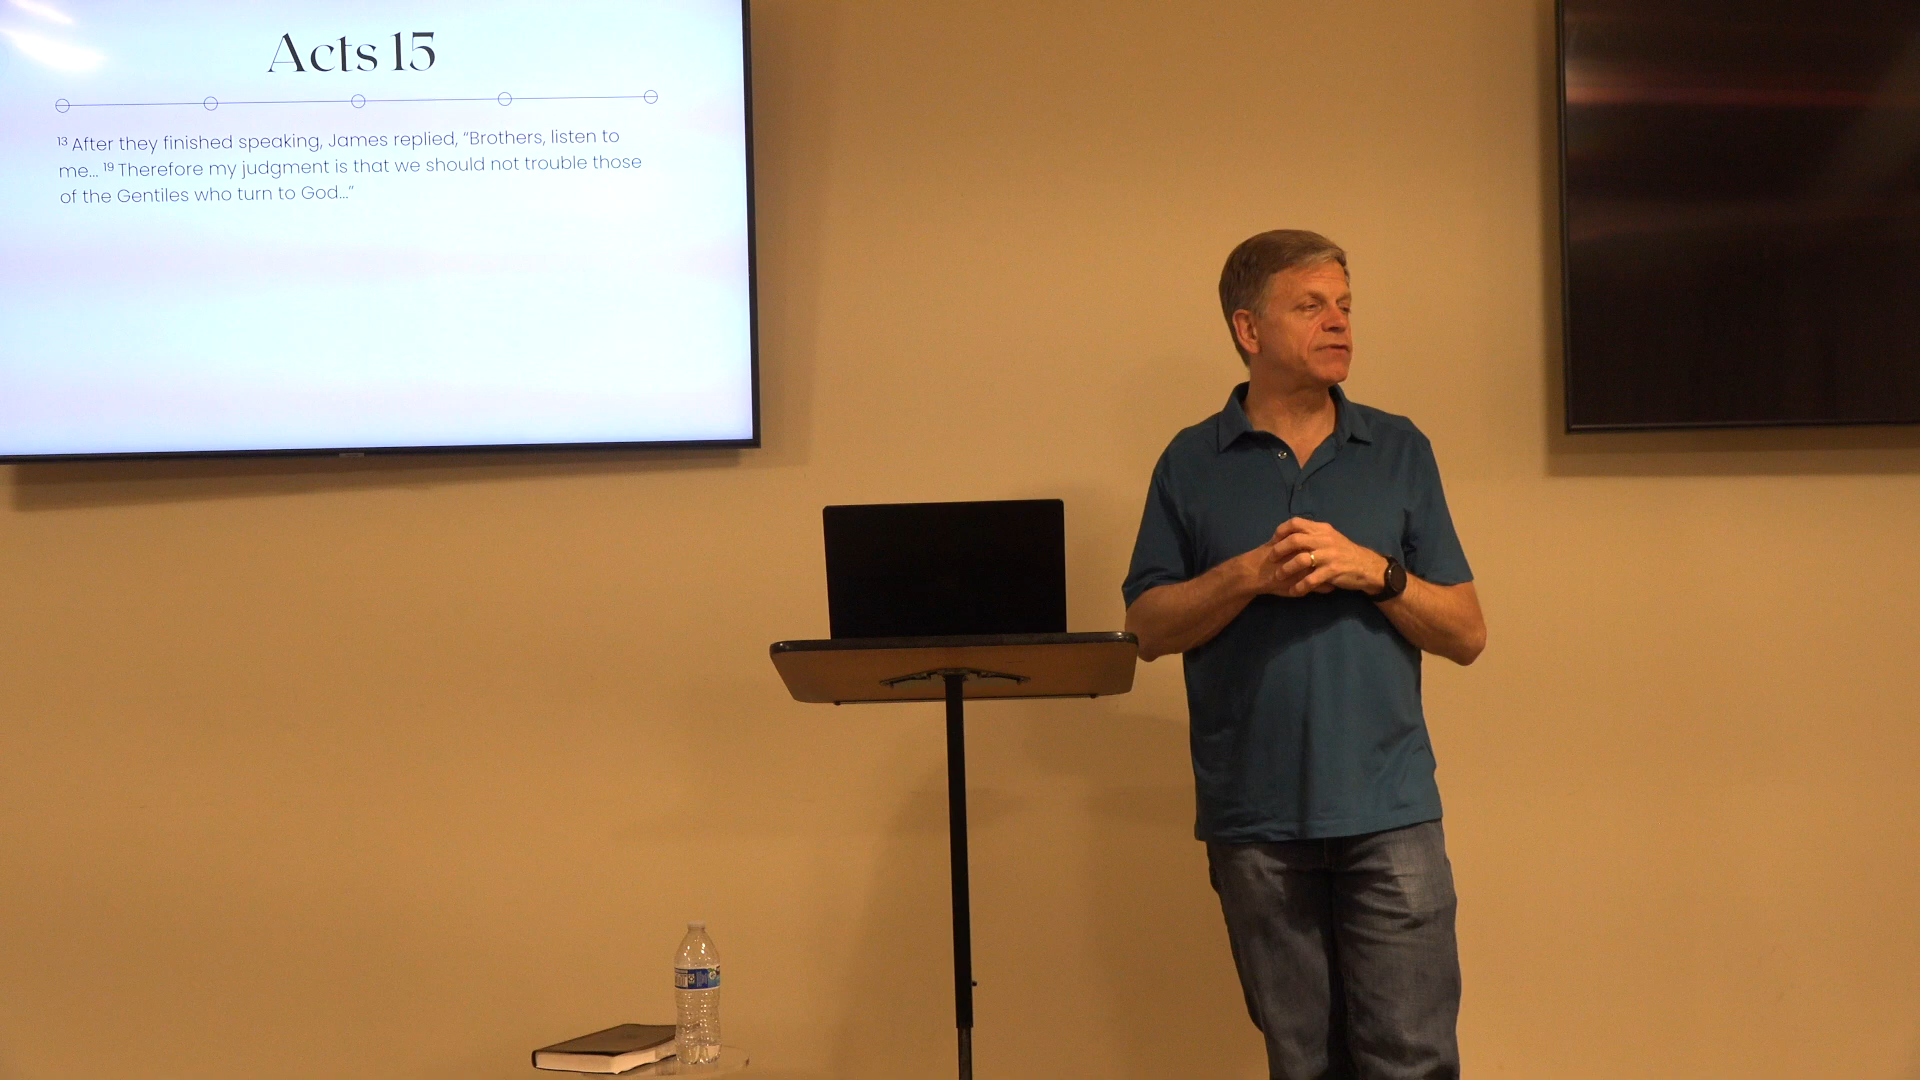 Acts 15
¹³ After they finished speaking, James replied, “Brothers, listen to
me... ¹⁹ Therefore my judgment is that we should not trouble those
of the Gentiles who turn to God...”